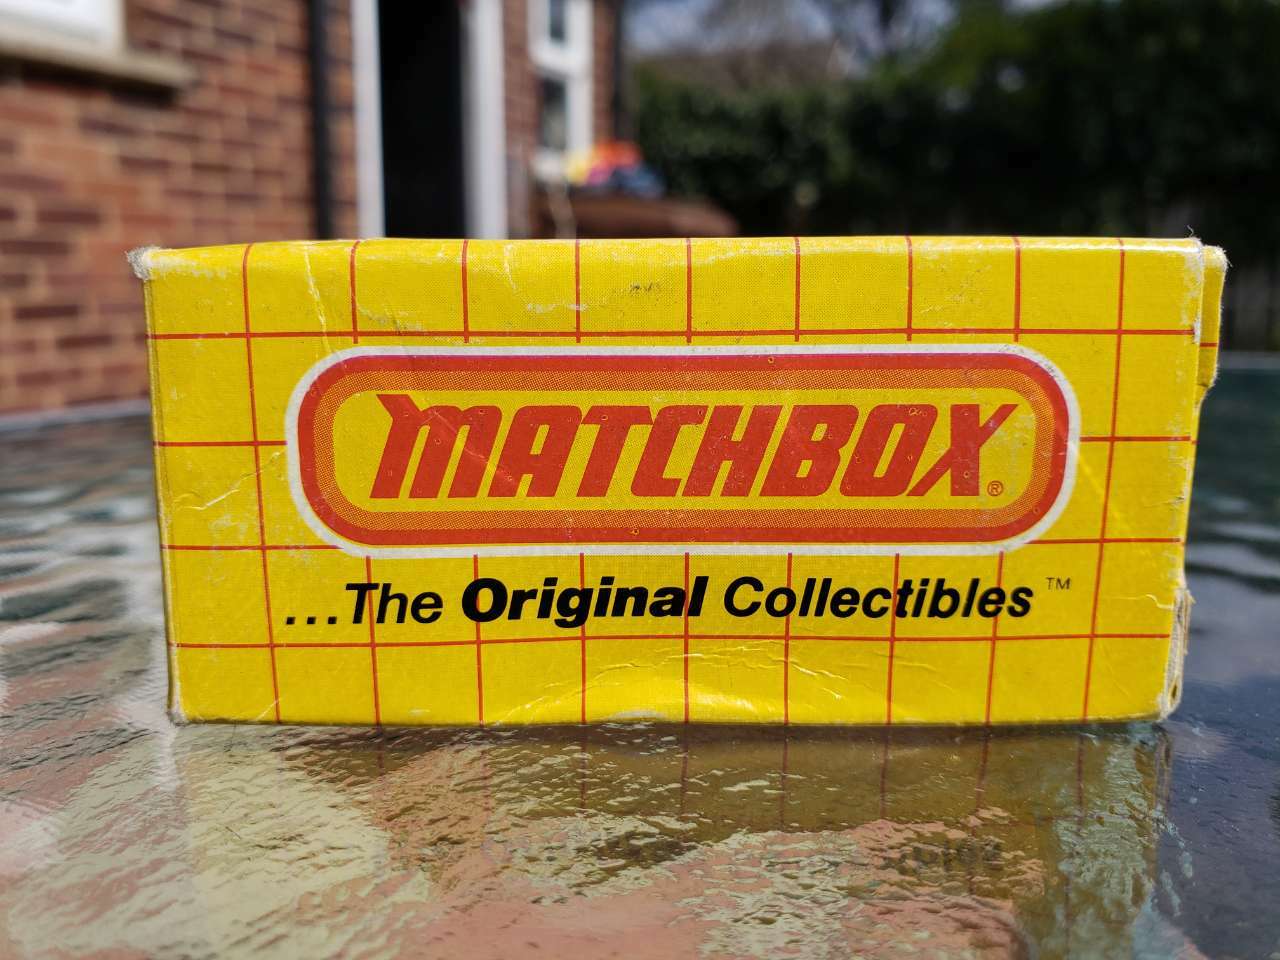 MATCHBOX®
...The Original Collectibles™